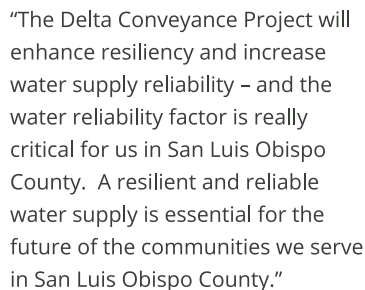 “The Delta Conveyance Project will
enhance resiliency and increase
water supply reliability – and the
water reliability factor is really
critical for us in San Luis Obispo
County.  A resilient and reliable
water supply is essential for the
future of the communities we serve
in San Luis Obispo County.”